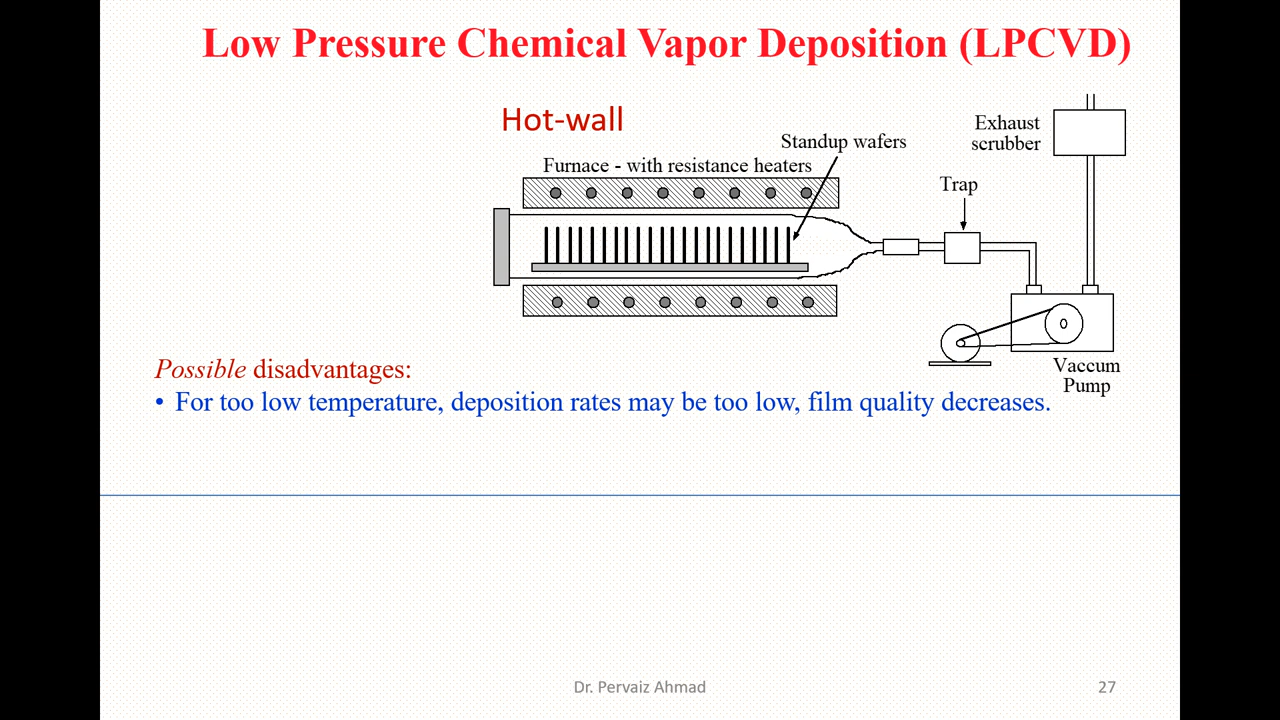 Low Pressure Chemical Vapor Deposition (LPCVD)
Hot-wall
Furnace - with resistance heaters
Standup wafers
Exhaust
scrubber
Trap
Vaccum
Pump
Possible disadvantages:
• For too low temperature, deposition rates may be too low, film quality decreases.
Dr. Pervaiz Ahmad
27